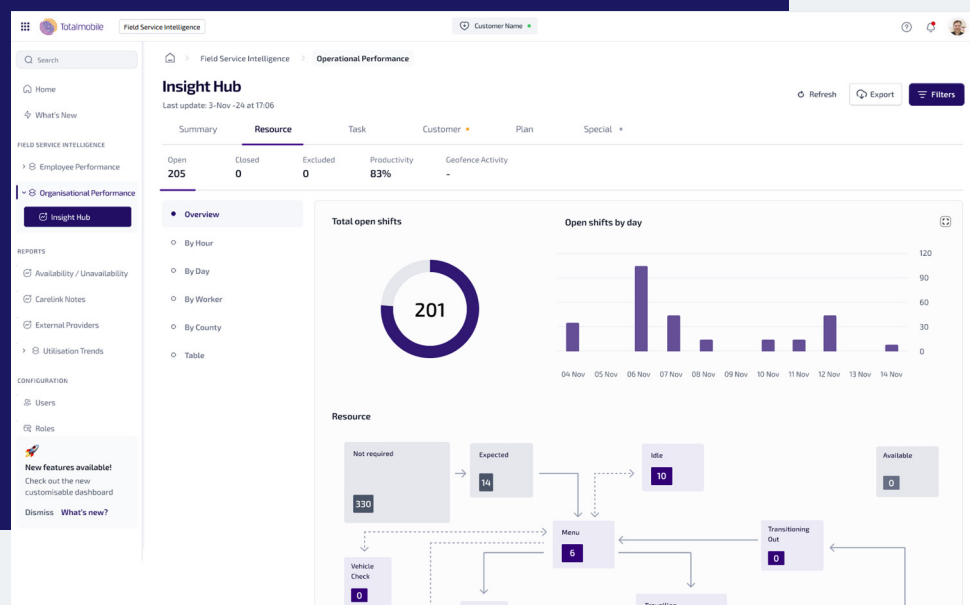 Totalmobile
Field Service Intelligence
Customer Name
Search
Home
What's New
FIELD SERVICE INTELLIGENCE
Employee Performance
Organisational Performance
Insight Hub
REPORTS
Availability / Unavailability
Carelink Notes
External Providers
Utilisation Trends
CONFIGURATION
Users
Roles
New features available!
Check out the new
customisable dashboard
Dismiss What's new?
Field Service Intelligence > Operational Performance
Insight Hub
Last update: 3-Nov -24 at 17:06
Refresh Export Filters
Summary Resource Task Customer Plan Special
Open Closed Excluded Productivity Geofence Activity
205 0 0 83% -
Overview
By Hour
By Day
By Worker
By County
Table
Total open shifts
201
Open shifts by day
120
90
60
30
0
04 Nov 05 Nov 06 Nov 07 Nov 08 Nov 09 Nov 10 Nov 11 Nov 12 Nov 13 Nov 14 Nov
Resource
Not required
330
Expected
14
Idle
10
Available
0
Menu
6
Transitioning
Out
0
Vehicle
Check
0